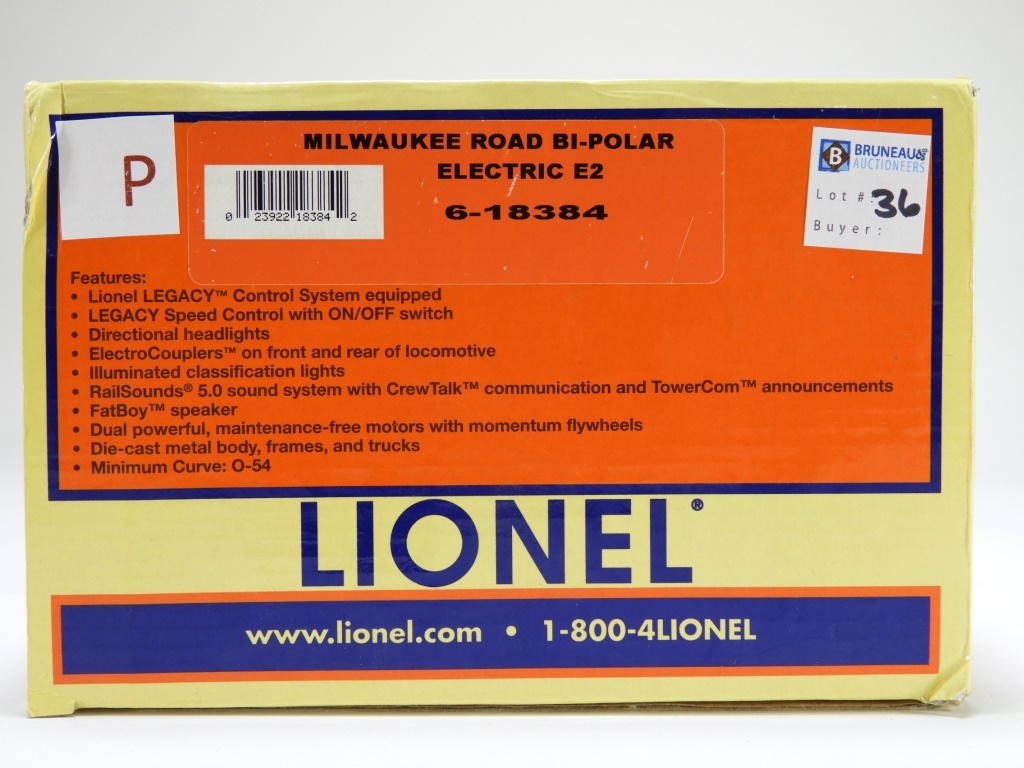 P
MILWAUKEE ROAD BI-POLAR
ELECTRIC E2
6-18384
0 23922 18384 2
B BRUNEAU & CO
AUCTIONEERS
Lot #: 36
Buyer:
Features:
• Lionel LEGACY™ Control System equipped
• LEGACY Speed Control with ON/OFF switch
• Directional headlights
• ElectroCouplers™ on front and rear of locomotive
• Illuminated classification lights
• RailSounds® 5.0 sound system with CrewTalk™ communication and TowerCom™ announcements
• FatBoy™ speaker
• Dual powerful, maintenance-free motors with momentum flywheels
• Die-cast metal body, frames, and trucks
• Minimum Curve: O-54
LIONEL®
www.lionel.com • 1-800-4LIONEL